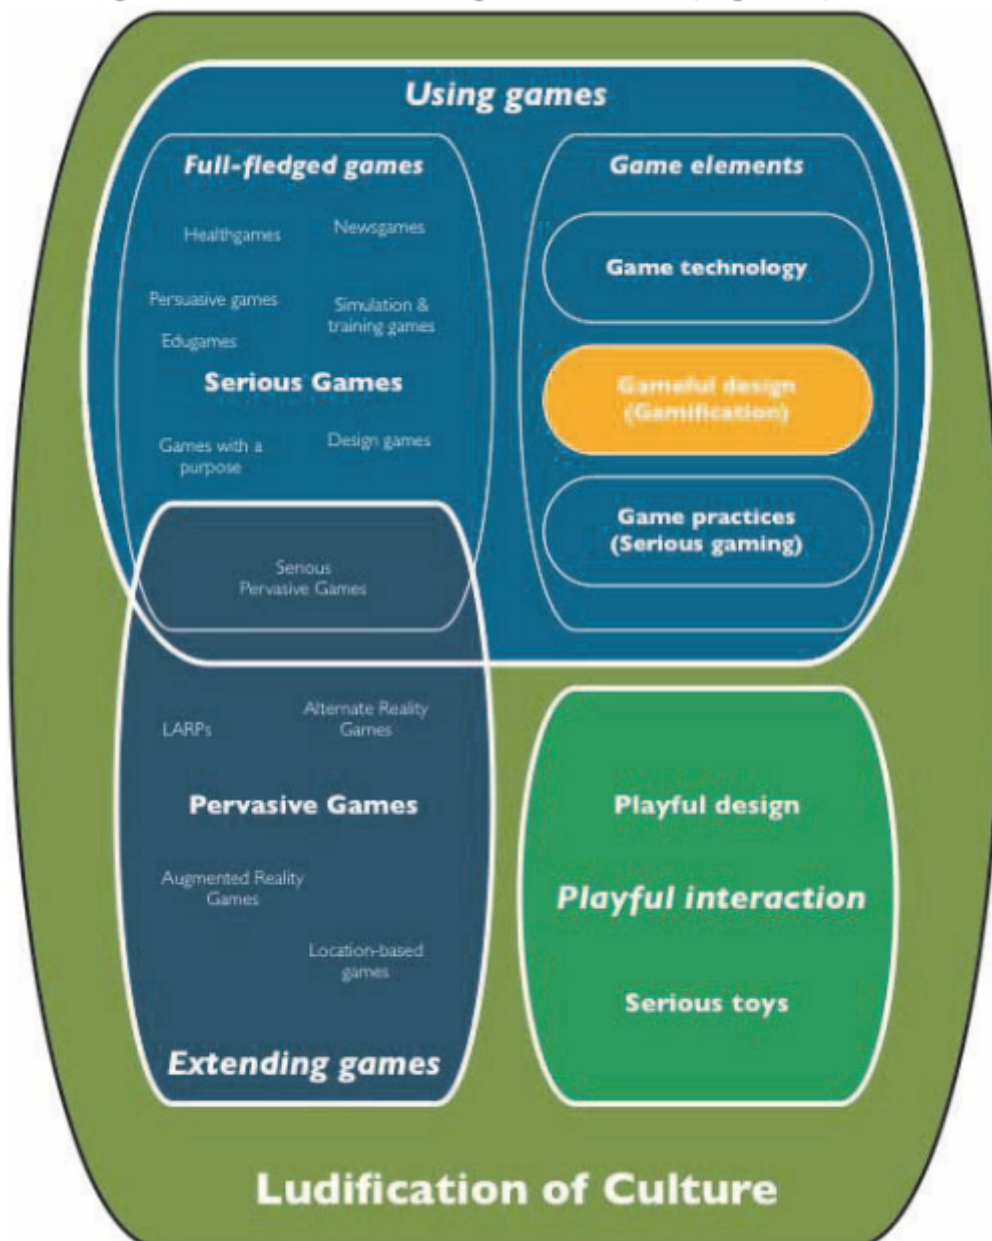 Using games
Full-fledged games
Healthgames
Newsgames
Persuasive games
Simulation &
training games
Edugames
Serious Games
Games with a
purpose
Design games
Serious
Pervasive Games
Game elements
Game technology
Gameful design
(Gamification)
Game practices
(Serious gaming)
LARPs
Alternate Reality
Games
Pervasive Games
Augmented Reality
Games
Location-based
games
Extending games
Playful design
Playful interaction
Serious toys
Ludification of Culture